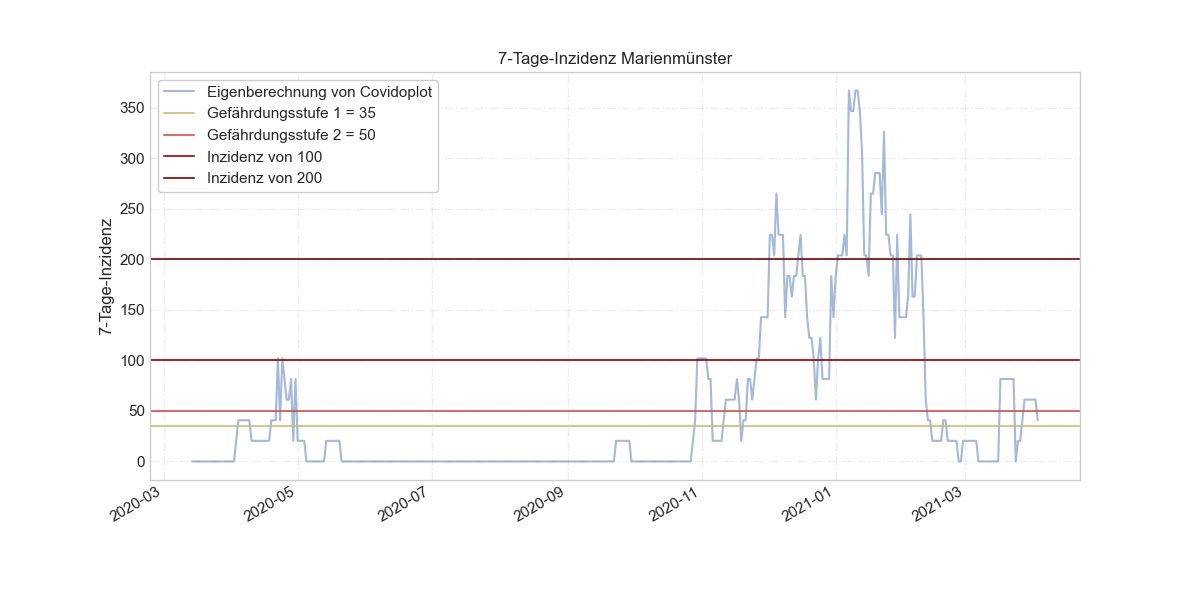 7-Tage-Inzidenz Marienmünster
Eigenberechnung von Covidoplot
Gefährdungsstufe 1 = 35
Gefährdungsstufe 2 = 50
Inzidenz von 100
Inzidenz von 200
7-Tage-Inzidenz
350
300
250
200
150
100
50
0
2020-03
2020-05
2020-07
2020-09
2020-11
2021-01
2021-03